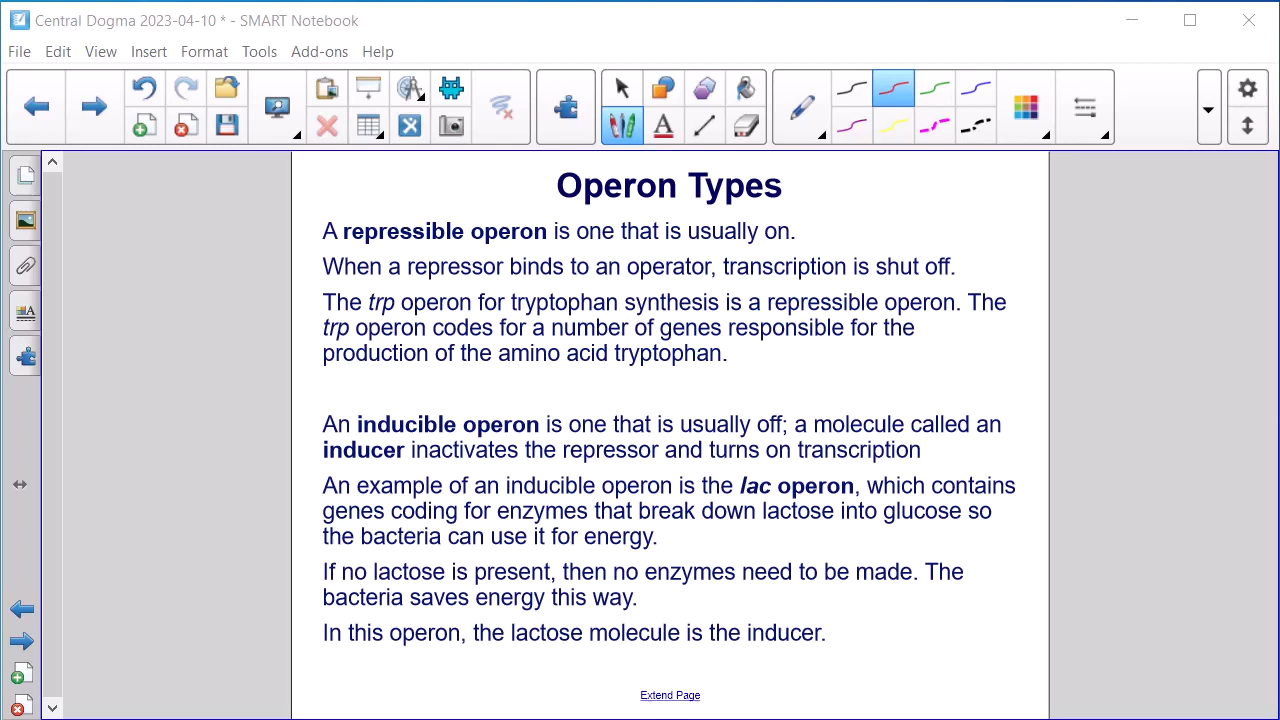 Central Dogma 2023-04-10 * - SMART Notebook
File Edit View Insert Format Tools Add-ons Help
Operon Types
A repressible operon is one that is usually on.
When a repressor binds to an operator, transcription is shut off.
The trp operon for tryptophan synthesis is a repressible operon. The
trp operon codes for a number of genes responsible for the
production of the amino acid tryptophan.
An inducible operon is one that is usually off; a molecule called an
inducer inactivates the repressor and turns on transcription
An example of an inducible operon is the lac operon, which contains
genes coding for enzymes that break down lactose into glucose so
the bacteria can use it for energy.
If no lactose is present, then no enzymes need to be made. The
bacteria saves energy this way.
In this operon, the lactose molecule is the inducer.
Extend Page